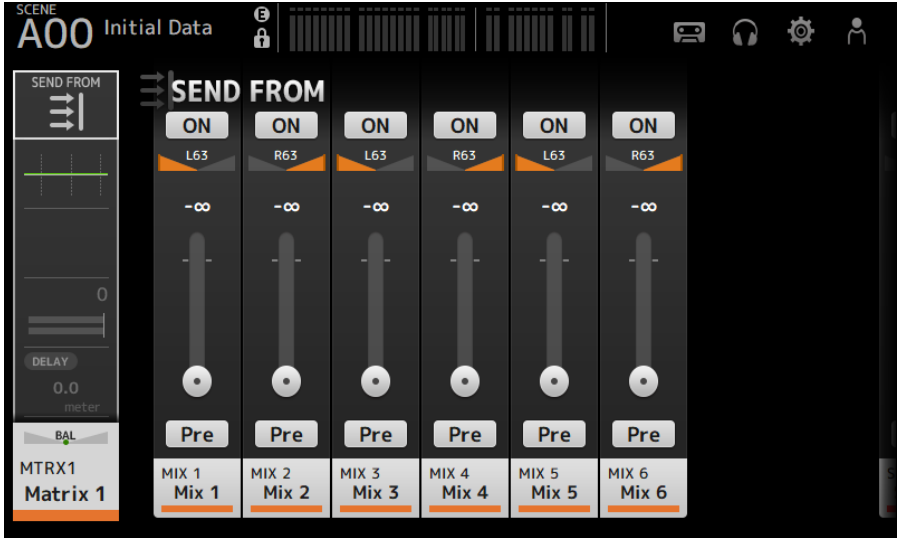 SCENE
A00 Initial Data
E
SEND FROM
SEND FROM
ON ON ON ON ON ON
L63 R63 L63 R63 L63 R63
-∞ -∞ -∞ -∞ -∞ -∞
0
DELAY
0.0
meter
BAL
Pre Pre Pre Pre Pre Pre
MTRX1
Matrix 1
MIX 1 MIX 2 MIX 3 MIX 4 MIX 5 MIX 6
Mix 1 Mix 2 Mix 3 Mix 4 Mix 5 Mix 6